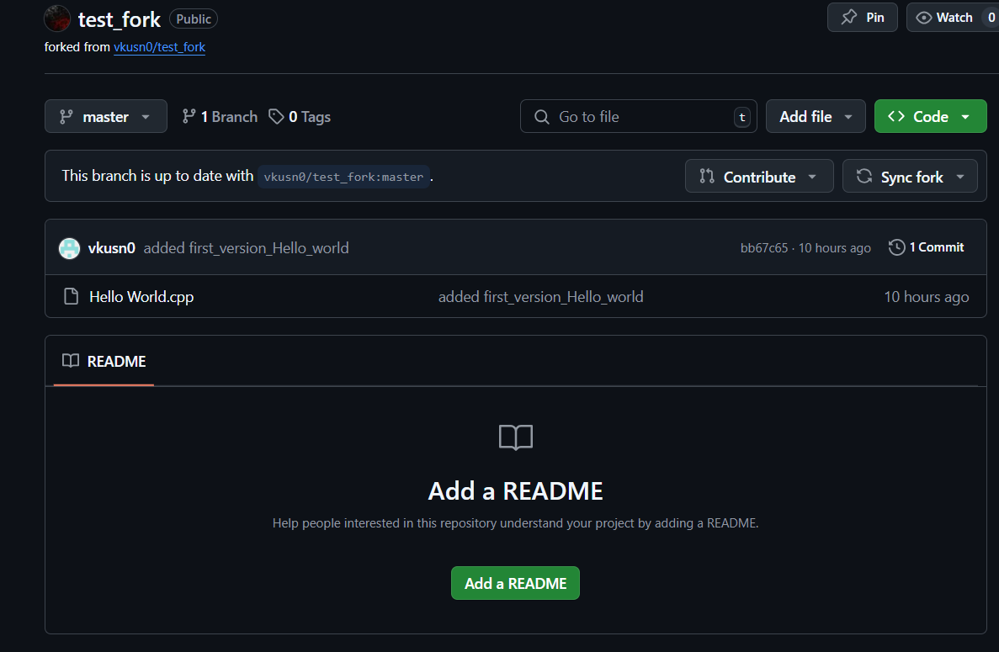 test_fork Public Pin Watch 0
forked from vkusn0/test_fork
master 1 Branch 0 Tags Go to file t Add file Code
This branch is up to date with vkusn0/test_fork:master . Contribute Sync fork
vkusn0 added first_version_Hello_world bb67c65 · 10 hours ago 1 Commit
Hello World.cpp added first_version_Hello_world 10 hours ago
README
Add a README
Help people interested in this repository understand your project by adding a README.
Add a README